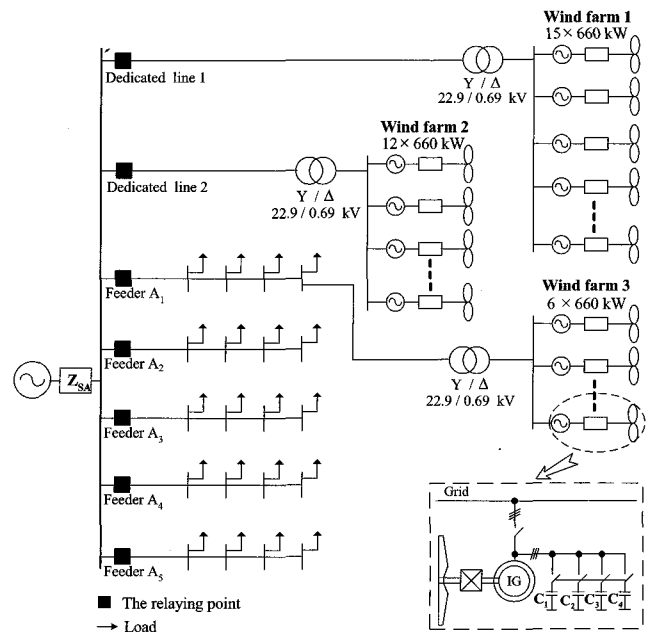 Wind farm 1
15 × 660 kW
Dedicated line 1
Y / Δ
22.9 / 0.69 kV
Wind farm 2
12 × 660 kW
Dedicated line 2
Y / Δ
22.9 / 0.69 kV
Feeder A1
Wind farm 3
6 × 660 kW
Feeder A2
Y / Δ
22.9 / 0.69 kV
ZSA
Feeder A3
Feeder A4
Grid
Feeder A5
IG
C1 C2 C3 C4
The relaying point
Load